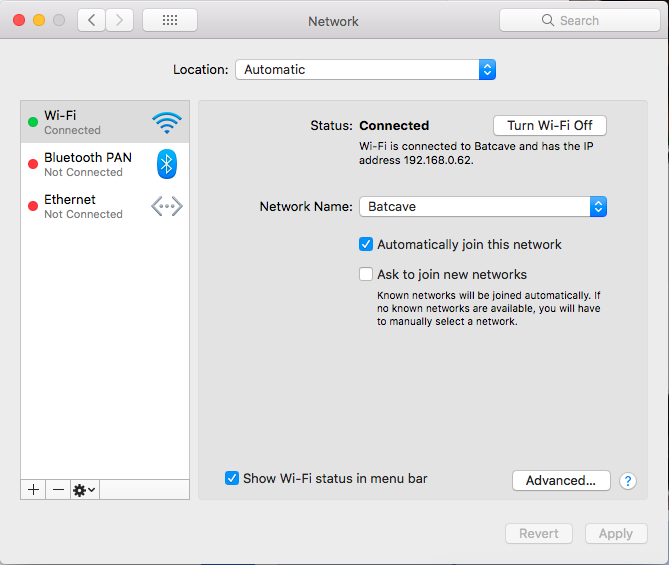 Network
Search
Location: Automatic
Wi-Fi
Connected
Bluetooth PAN
Not Connected
Ethernet
Not Connected
Status: Connected
Turn Wi-Fi Off
Wi-Fi is connected to Batcave and has the IP
address 192.168.0.62.
Network Name: Batcave
Automatically join this network
Ask to join new networks
Known networks will be joined automatically. If
no known networks are available, you will have
to manually select a network.
Show Wi-Fi status in menu bar
Advanced...
?
Revert
Apply